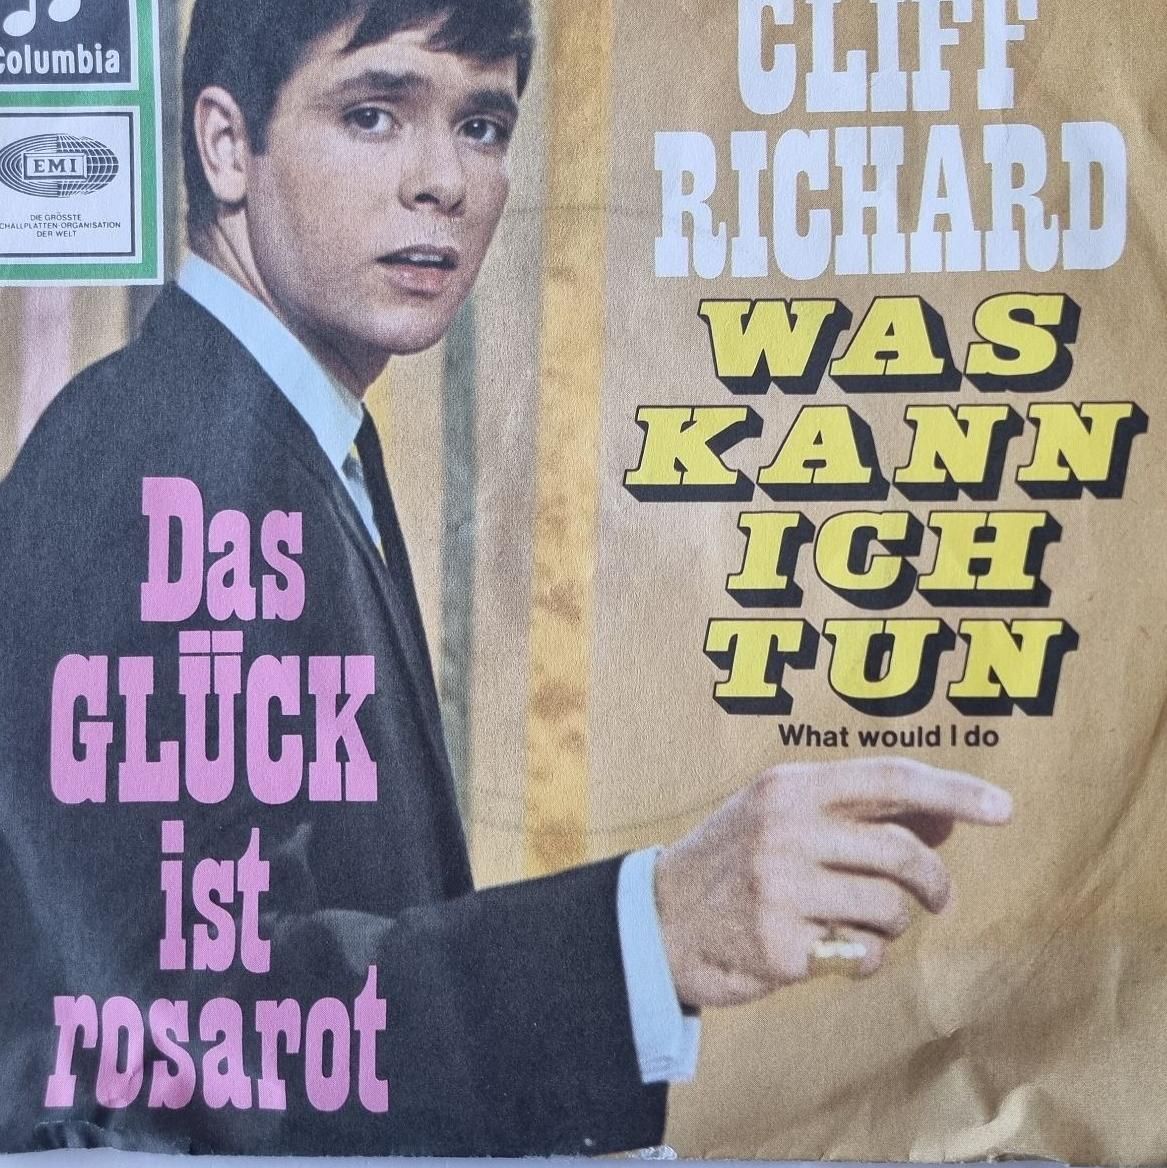 Columbia
EMI
DIE GRÖSSTE
SCHALLPLATTEN-ORGANISATION
DER WELT
CLIFF
RICHARD
WAS
KANN
ICH
TUN
What would I do
Das
GLÜCK
ist
rosarot